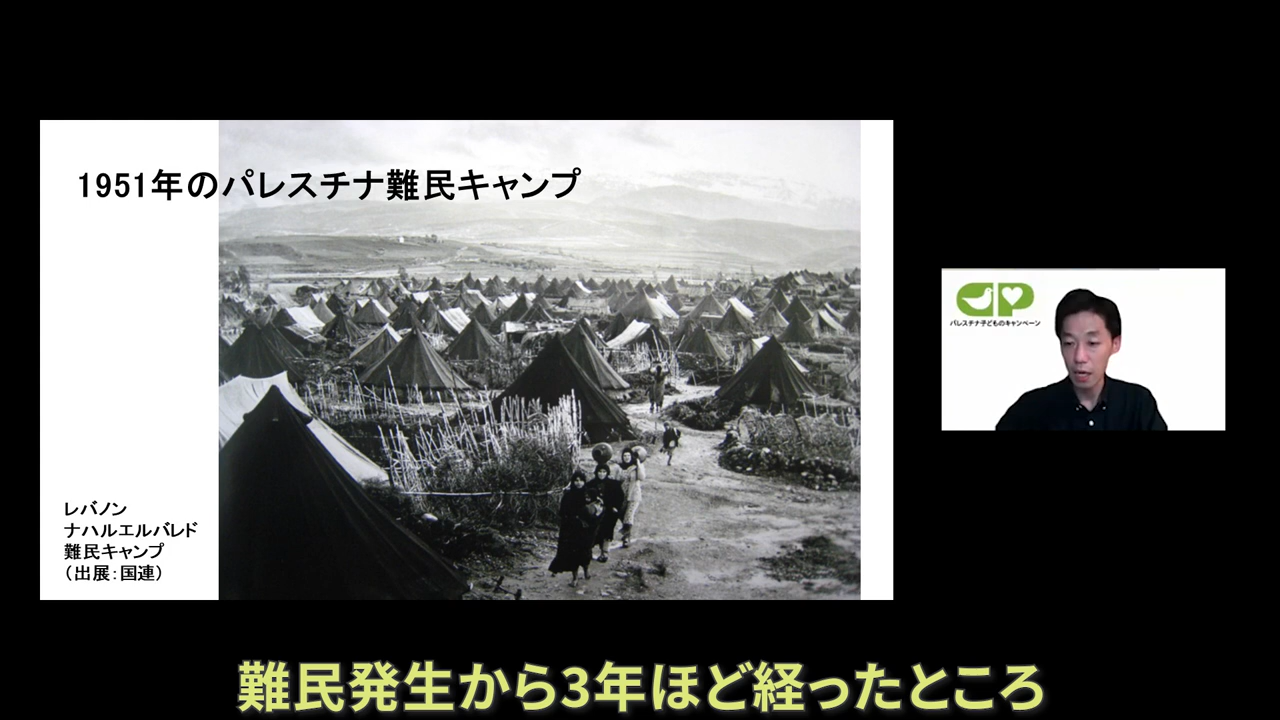 1951年のパレスチナ難民キャンプ
レバノン
ナハルエルバレド
難民キャンプ
（出展：国連）
パレスチナ子どものキャンペーン
難民発生から3年ほど経ったところ